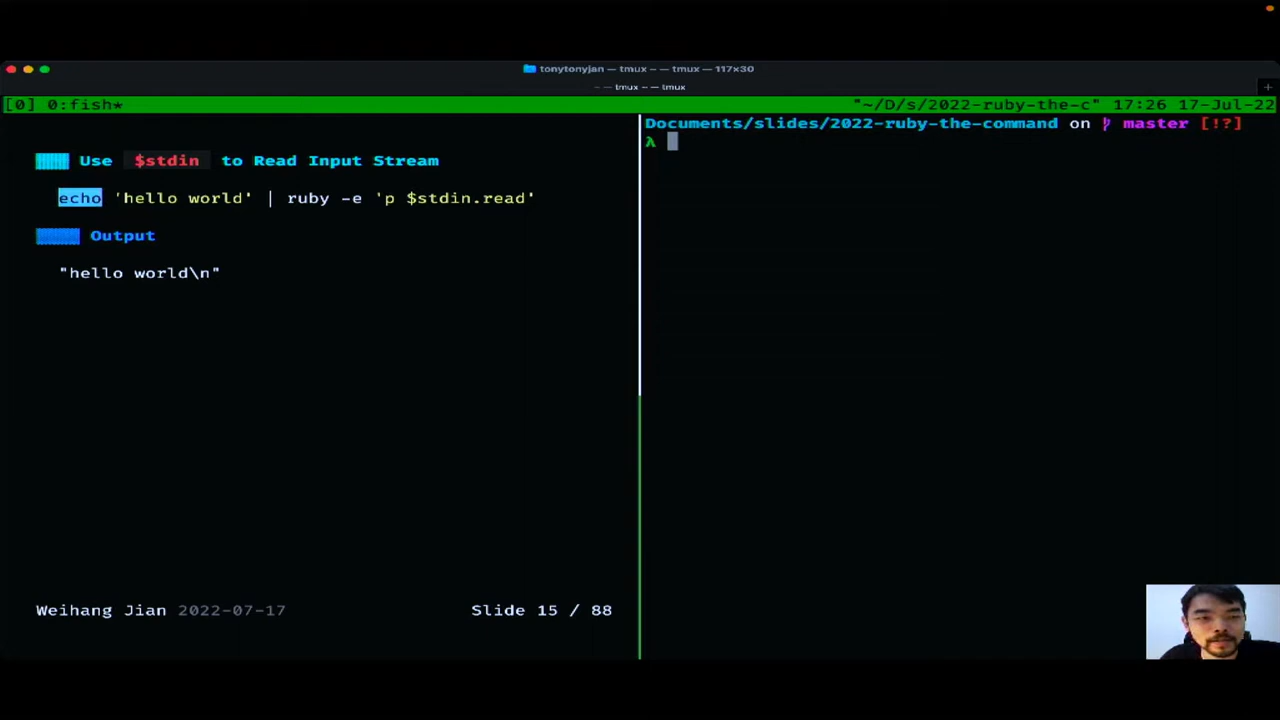 tonytonyjan — tmux - — tmux — 117×30
- — tmux - — tmux
[0] 0:fish* "~/D/s/2022-ruby-the-c" 17:26 17-Jul-22
Use $stdin to Read Input Stream
echo 'hello world' | ruby -e 'p $stdin.read'
Output
"hello world\n"
Weihang Jian 2022-07-17 Slide 15 / 88
Documents/slides/2022-ruby-the-command on master [!?]
λ